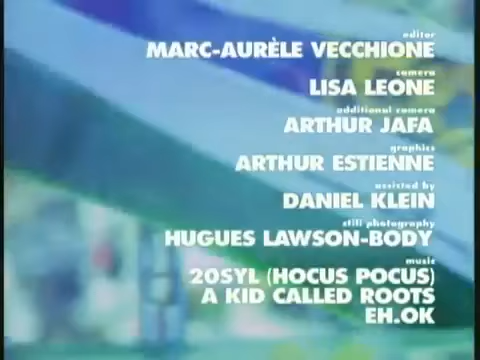 editor
MARC-AURÈLE VECCHIONE
camera
LISA LEONE
additional camera
ARTHUR JAFA
graphics
ARTHUR ESTIENNE
assisted by
DANIEL KLEIN
still photography
HUGUES LAWSON-BODY
music
20SYL (HOCUS POCUS)
A KID CALLED ROOTS
EH.OK